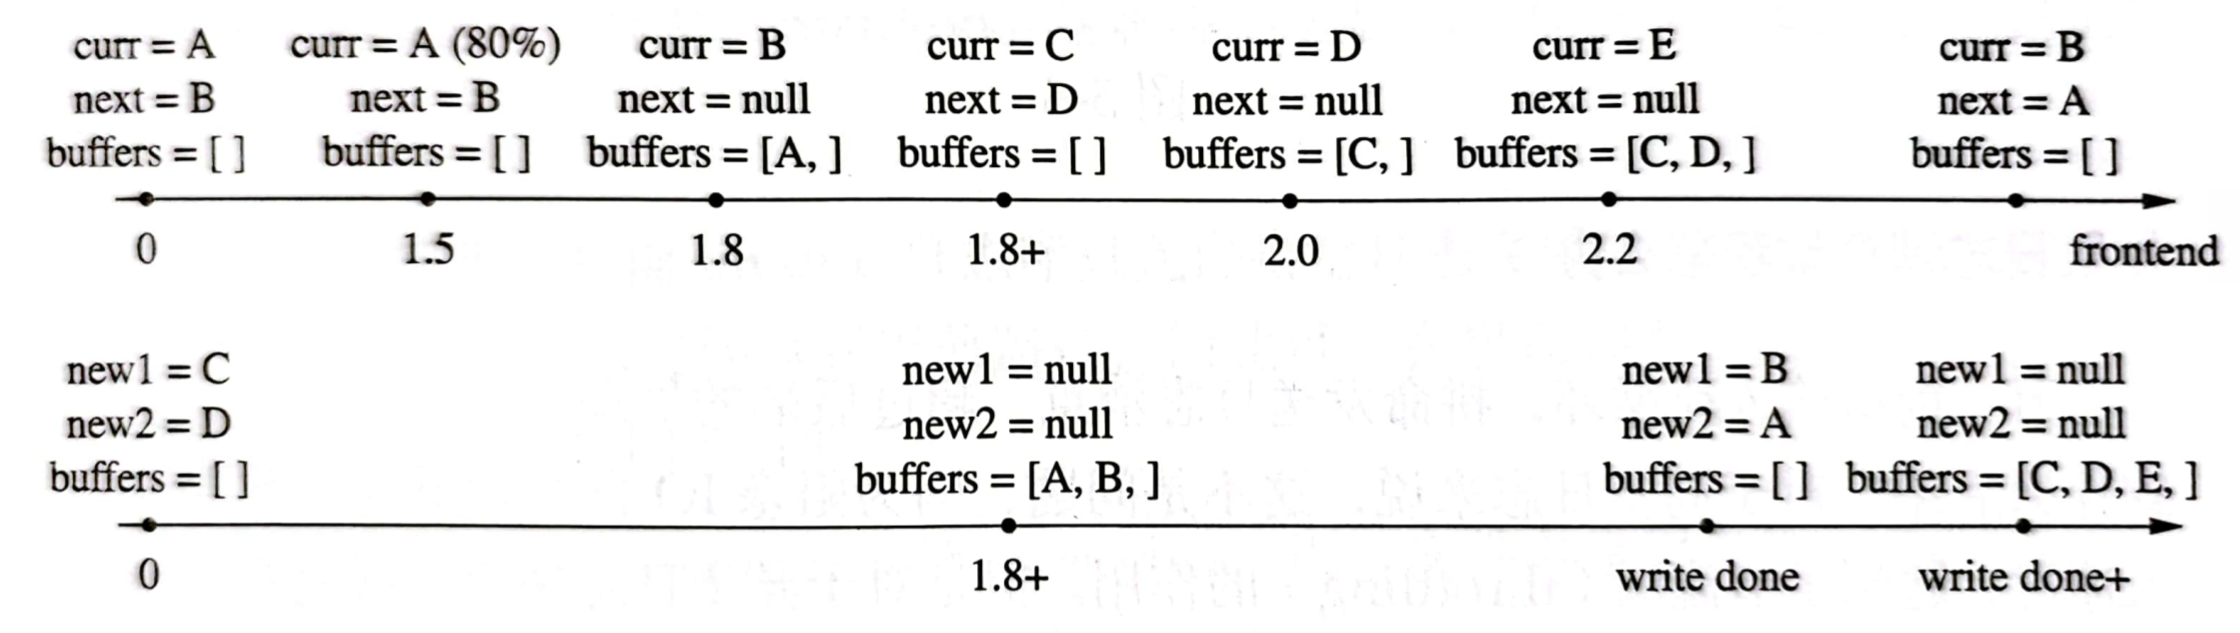 curr = A curr = A (80%) curr = B curr = C curr = D curr = E curr = B
next = B next = B next = null next = D next = null next = null next = A
buffers = [ ] buffers = [ ] buffers = [A, ] buffers = [ ] buffers = [C, ] buffers = [C, D, ] buffers = [ ]
0 1.5 1.8 1.8+ 2.0 2.2 frontend
new1 = C new1 = null new1 = B new1 = null
new2 = D new2 = null new2 = A new2 = null
buffers = [ ] buffers = [A, B, ] buffers = [ ] buffers = [C, D, E, ]
0 1.8+ write done write done+